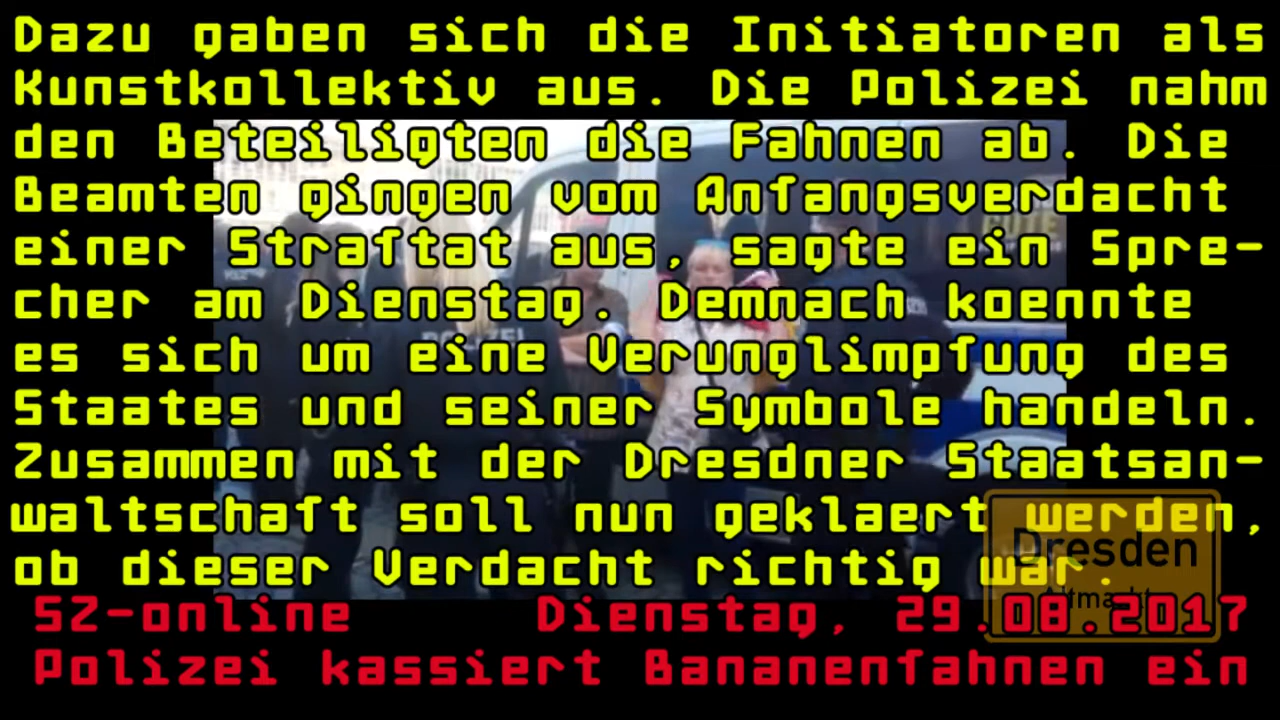 Dazu gaben sich die Initiatoren als
Kunstkollektiv aus. Die Polizei nahm
den Beteiligten die Fahnen ab. Die
Beamten gingen vom Anfangsverdacht
einer Straftat aus, sagte ein Spre-
cher am Dienstag. Demnach koennte
es sich um eine Verunglimpfung des
Staates und seiner Symbole handeln.
Zusammen mit der Dresdner Staatsan-
waltschaft soll nun geklaert werden,
ob dieser Verdacht richtig war.
Dresden
Altmarkt
SZ-online Dienstag, 29.08.2017
Polizei kassiert Bananenfahnen ein
POLIZEI